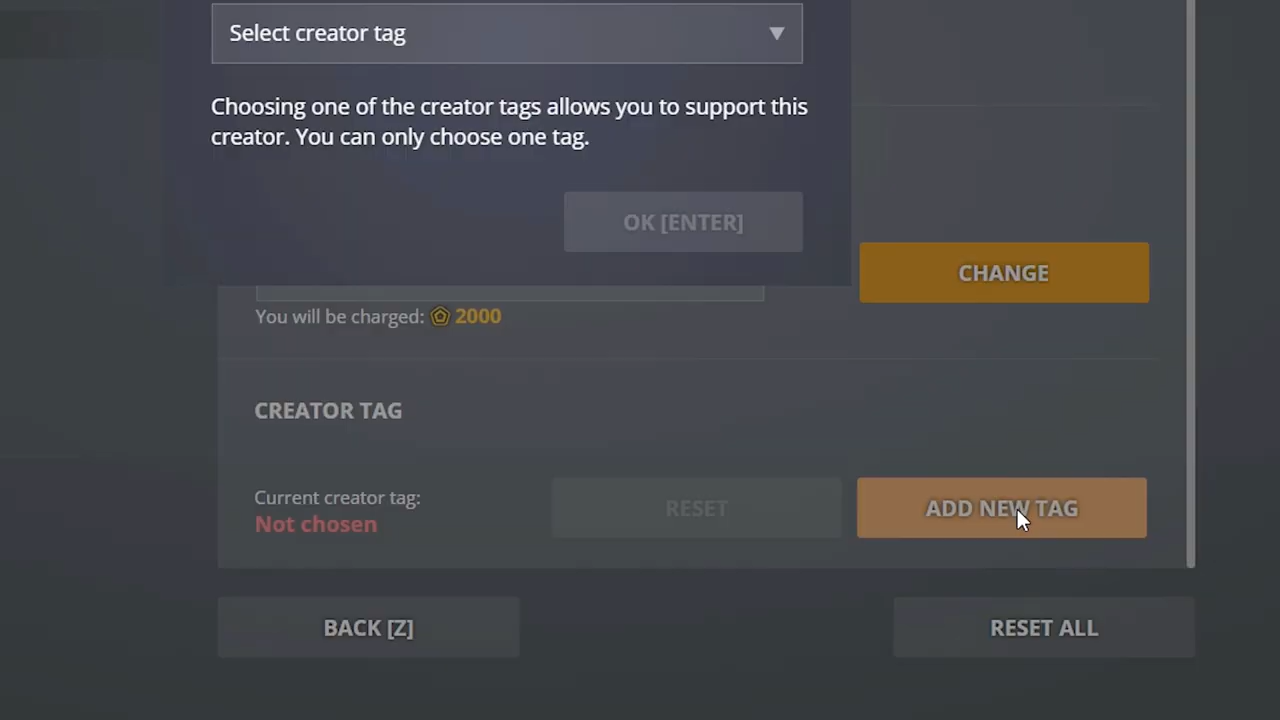 Select creator tag
Choosing one of the creator tags allows you to support this
creator. You can only choose one tag.
OK [ENTER]
CHANGE
You will be charged: 2000
CREATOR TAG
Current creator tag:
Not chosen
RESET
ADD NEW TAG
BACK [Z]
RESET ALL